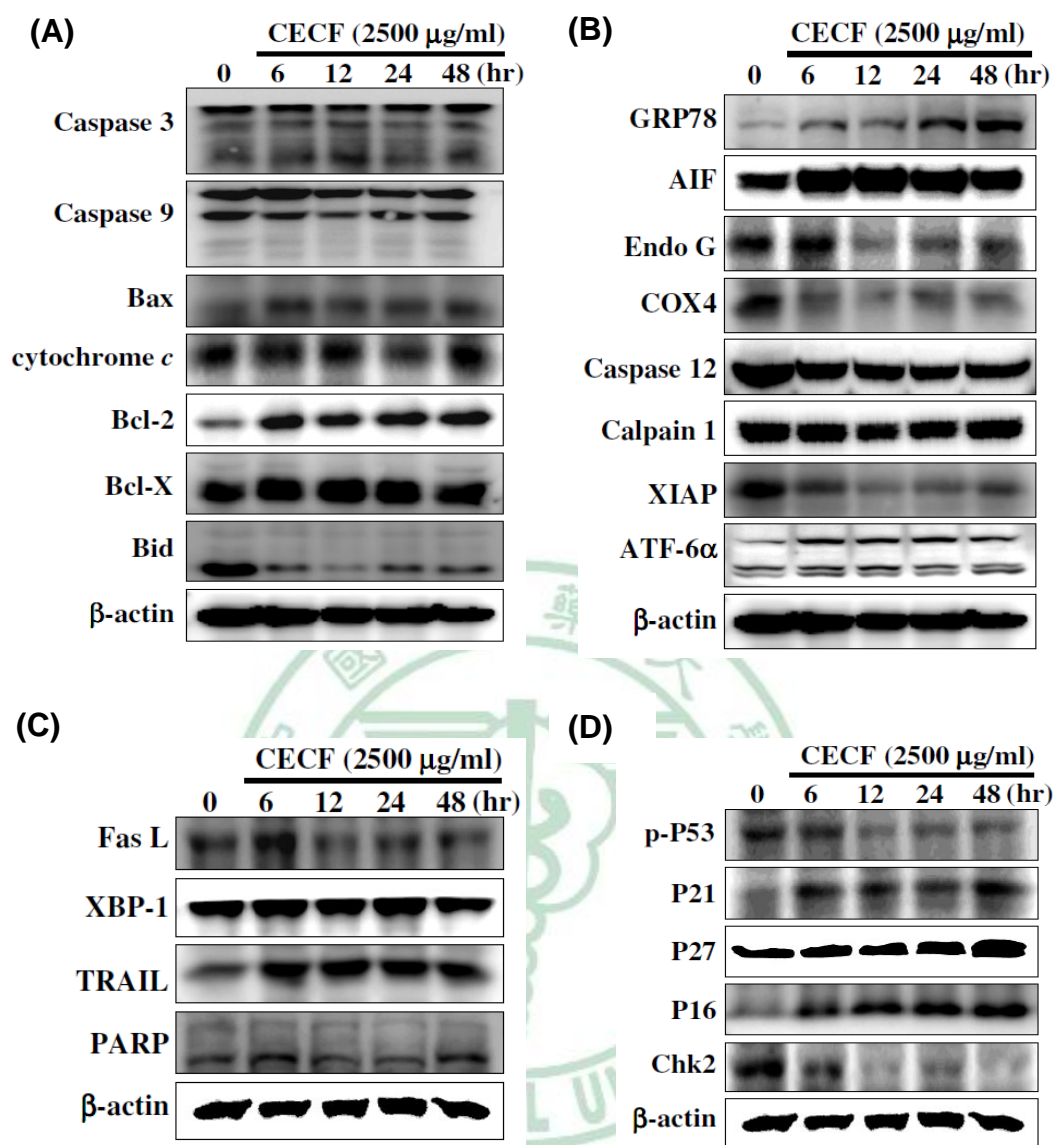 (A)
CECF (2500 μg/ml)
0 6 12 24 48 (hr)
Caspase 3
Caspase 9
Bax
cytochrome c
Bcl-2
Bcl-X
Bid
β-actin
(B)
CECF (2500 μg/ml)
0 6 12 24 48 (hr)
GRP78
AIF
Endo G
COX4
Caspase 12
Calpain 1
XIAP
ATF-6α
β-actin
(C)
CECF (2500 μg/ml)
0 6 12 24 48 (hr)
Fas L
XBP-1
TRAIL
PARP
β-actin
(D)
CECF (2500 μg/ml)
0 6 12 24 48 (hr)
p-P53
P21
P27
P16
Chk2
β-actin